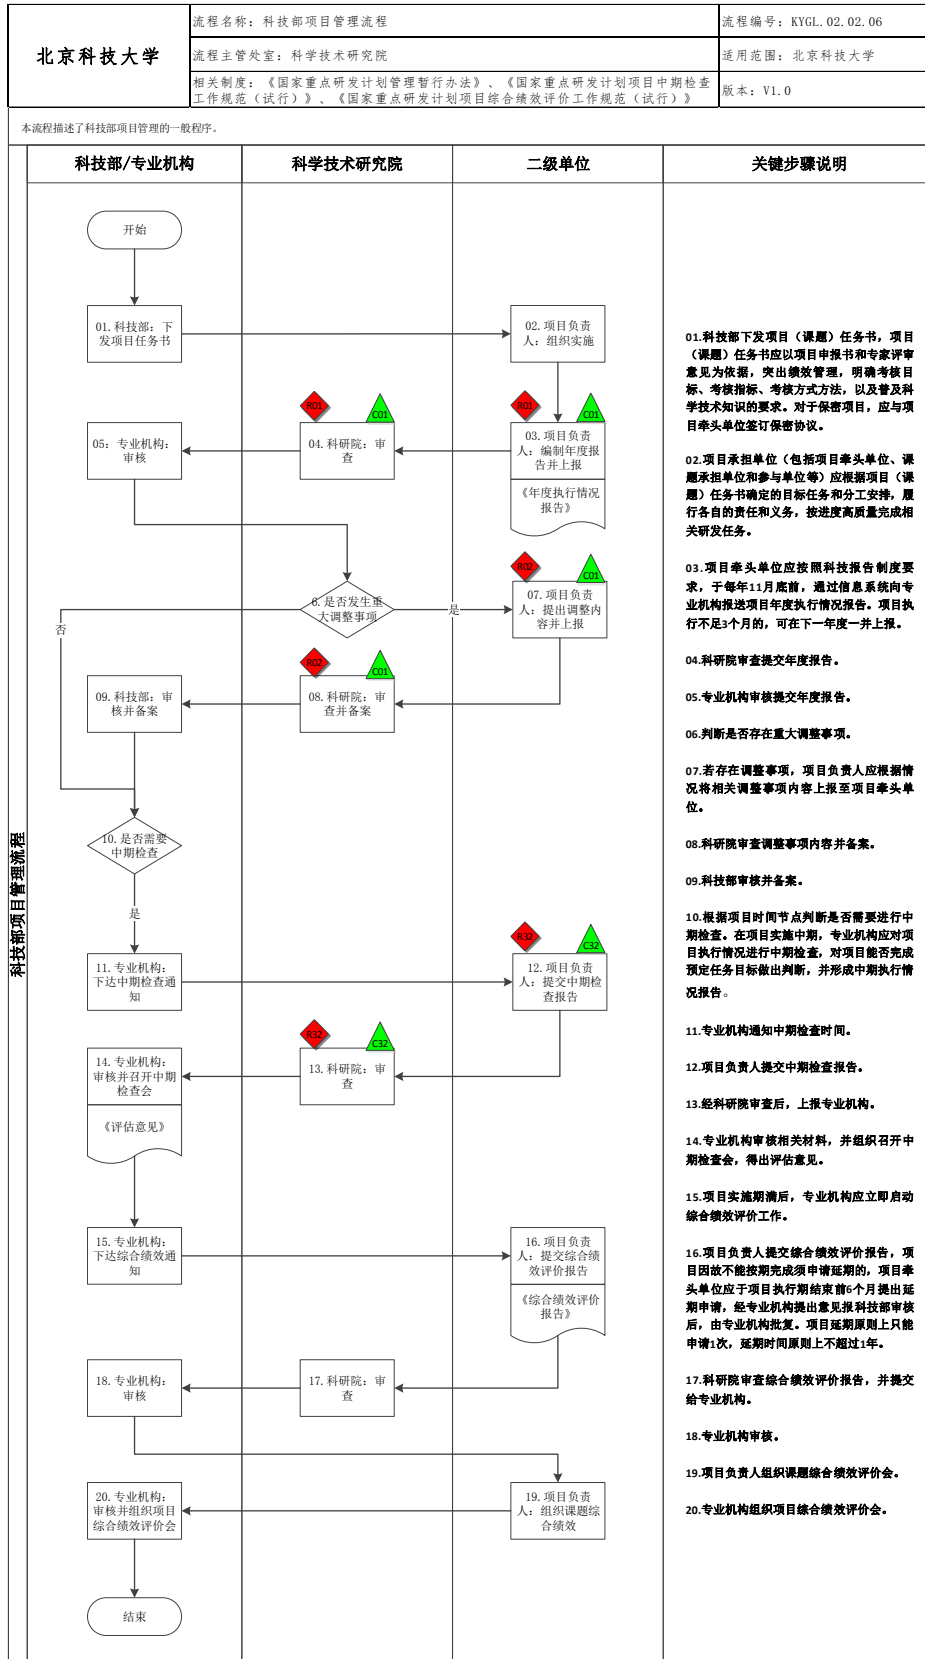 北京科技大学
流程名称：科技部项目管理流程
流程编号：KYGL.02.02.06
流程主管处室：科学技术研究院
适用范围：北京科技大学
相关制度：《国家重点研发计划管理暂行办法》、《国家重点研发计划项目中期检查
工作规范（试行）》、《国家重点研发计划项目综合绩效评价工作规范（试行）》
版本：V1.0
本流程描述了科技部项目管理的一般程序。
科技部项目管理流程
科技部/专业机构
科学技术研究院
二级单位
关键步骤说明
开始
01.科技部：下
发项目任务书
02.项目负责
人：组织实施
R01
C01
R01
C01
05：专业机构：
审核
04.科研院：审
查
03.项目负责
人：编制年度报
告并上报
《年度执行情况
报告》
R02
C01
6.是否发生重
大调整事项
是
否
07.项目负责
人：提出调整内
容并上报
R02
C01
09.科技部：审
核并备案
08.科研院：审
查并备案
10.是否需要
中期检查
是
R32
C32
11.专业机构：
下达中期检查通
知
12.项目负责
人：提交中期检
查报告
R32
C32
14.专业机构：
审核并召开中期
检查会
《评估意见》
13.科研院：审
查
15.专业机构：
下达综合绩效通
知
16.项目负责
人：提交综合绩
效评价报告
《综合绩效评价
报告》
18.专业机构：
审核
17.科研院：审
查
20.专业机构：
审核并组织项目
综合绩效评价会
19.项目负责
人：组织课题综
合绩效
结束
01.科技部下发项目（课题）任务书，项目
（课题）任务书应以项目申报书和专家评审
意见为依据，突出绩效管理，明确考核目
标、考核指标、考核方式方法，以及普及科
学技术知识的要求。对于保密项目，应与项
目牵头单位签订保密协议。
02.项目承担单位（包括项目牵头单位、课
题承担单位和参与单位等）应根据项目（课
题）任务书确定的目标任务和分工安排，履
行各自的责任和义务，按进度高质量完成相
关研发任务。
03.项目牵头单位应按照科技报告制度要
求，于每年11月底前，通过信息系统向专
业机构报送项目年度执行情况报告。项目执
行不足3个月的，可在下一年度一并上报。
04.科研院审查提交年度报告。
05.专业机构审核提交年度报告。
06.判断是否存在重大调整事项。
07.若存在调整事项，项目负责人应根据情
况将相关调整事项内容上报至项目牵头单
位。
08.科研院审查调整事项内容并备案。
09.科技部审核并备案。
10.根据项目时间节点判断是否需要进行中
期检查。在项目实施中期，专业机构应对项
目执行情况进行中期检查，对项目能否完成
预定任务目标做出判断，并形成中期执行情
况报告。
11.专业机构通知中期检查时间。
12.项目负责人提交中期检查报告。
13.经科研院审查后，上报专业机构。
14.专业机构审核相关材料，并组织召开中
期检查会，得出评估意见。
15.项目实施期满后，专业机构应立即启动
综合绩效评价工作。
16.项目负责人提交综合绩效评价报告，项
目因故不能按期完成须申请延期的，项目牵
头单位应于项目执行期结束前6个月提出延
期申请，经专业机构提出意见报科技部审核
后，由专业机构批复。项目延期原则上只能
申请1次，延期时间原则上不超过1年。
17.科研院审查综合绩效评价报告，并提交
给专业机构。
18.专业机构审核。
19.项目负责人组织课题综合绩效评价会。
20.专业机构组织项目综合绩效评价会。